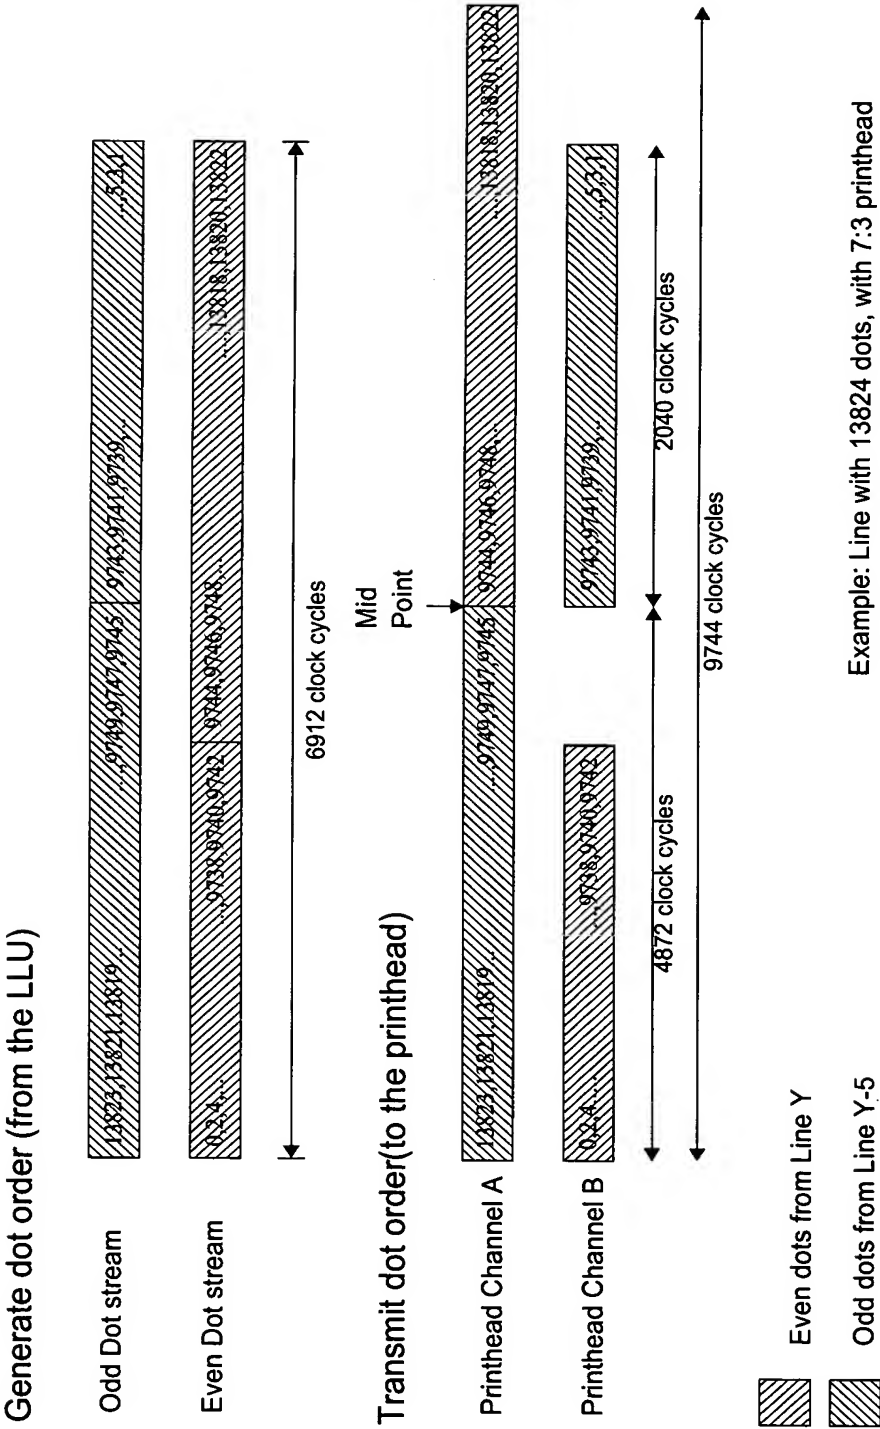 Generate dot order (from the LLU)
Odd Dot stream
13823,13821,13819...
...,9749,9747,9745
9743,9741,9739,...
...,5,3,1
Even Dot stream
0,2,4,...
...,9738,9740,9742
9744,9746,9748,...
....,13818,13820,13822
6912 clock cycles
Transmit dot order(to the printhead)
Mid
Point
Printhead Channel A
13823,13821,13819...
...,9749,9747,9745
9744,9746,9748,...
....,13818,13820,13822
Printhead Channel B
0,2,4....
...,9738,9740,9742
9743,9741,9739,...
...,5,3,1
4872 clock cycles
2040 clock cycles
9744 clock cycles
Even dots from Line Y
Odd dots from Line Y-5
Example: Line with 13824 dots, with 7:3 printhead